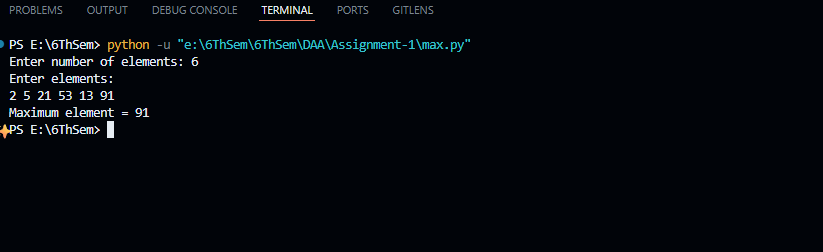 PROBLEMS OUTPUT DEBUG CONSOLE TERMINAL PORTS GITLENS
PS E:\6ThSem> python -u "e:\6ThSem\6ThSem\DAA\Assignment-1\max.py"
Enter number of elements: 6
Enter elements:
2 5 21 53 13 91
Maximum element = 91
PS E:\6ThSem>